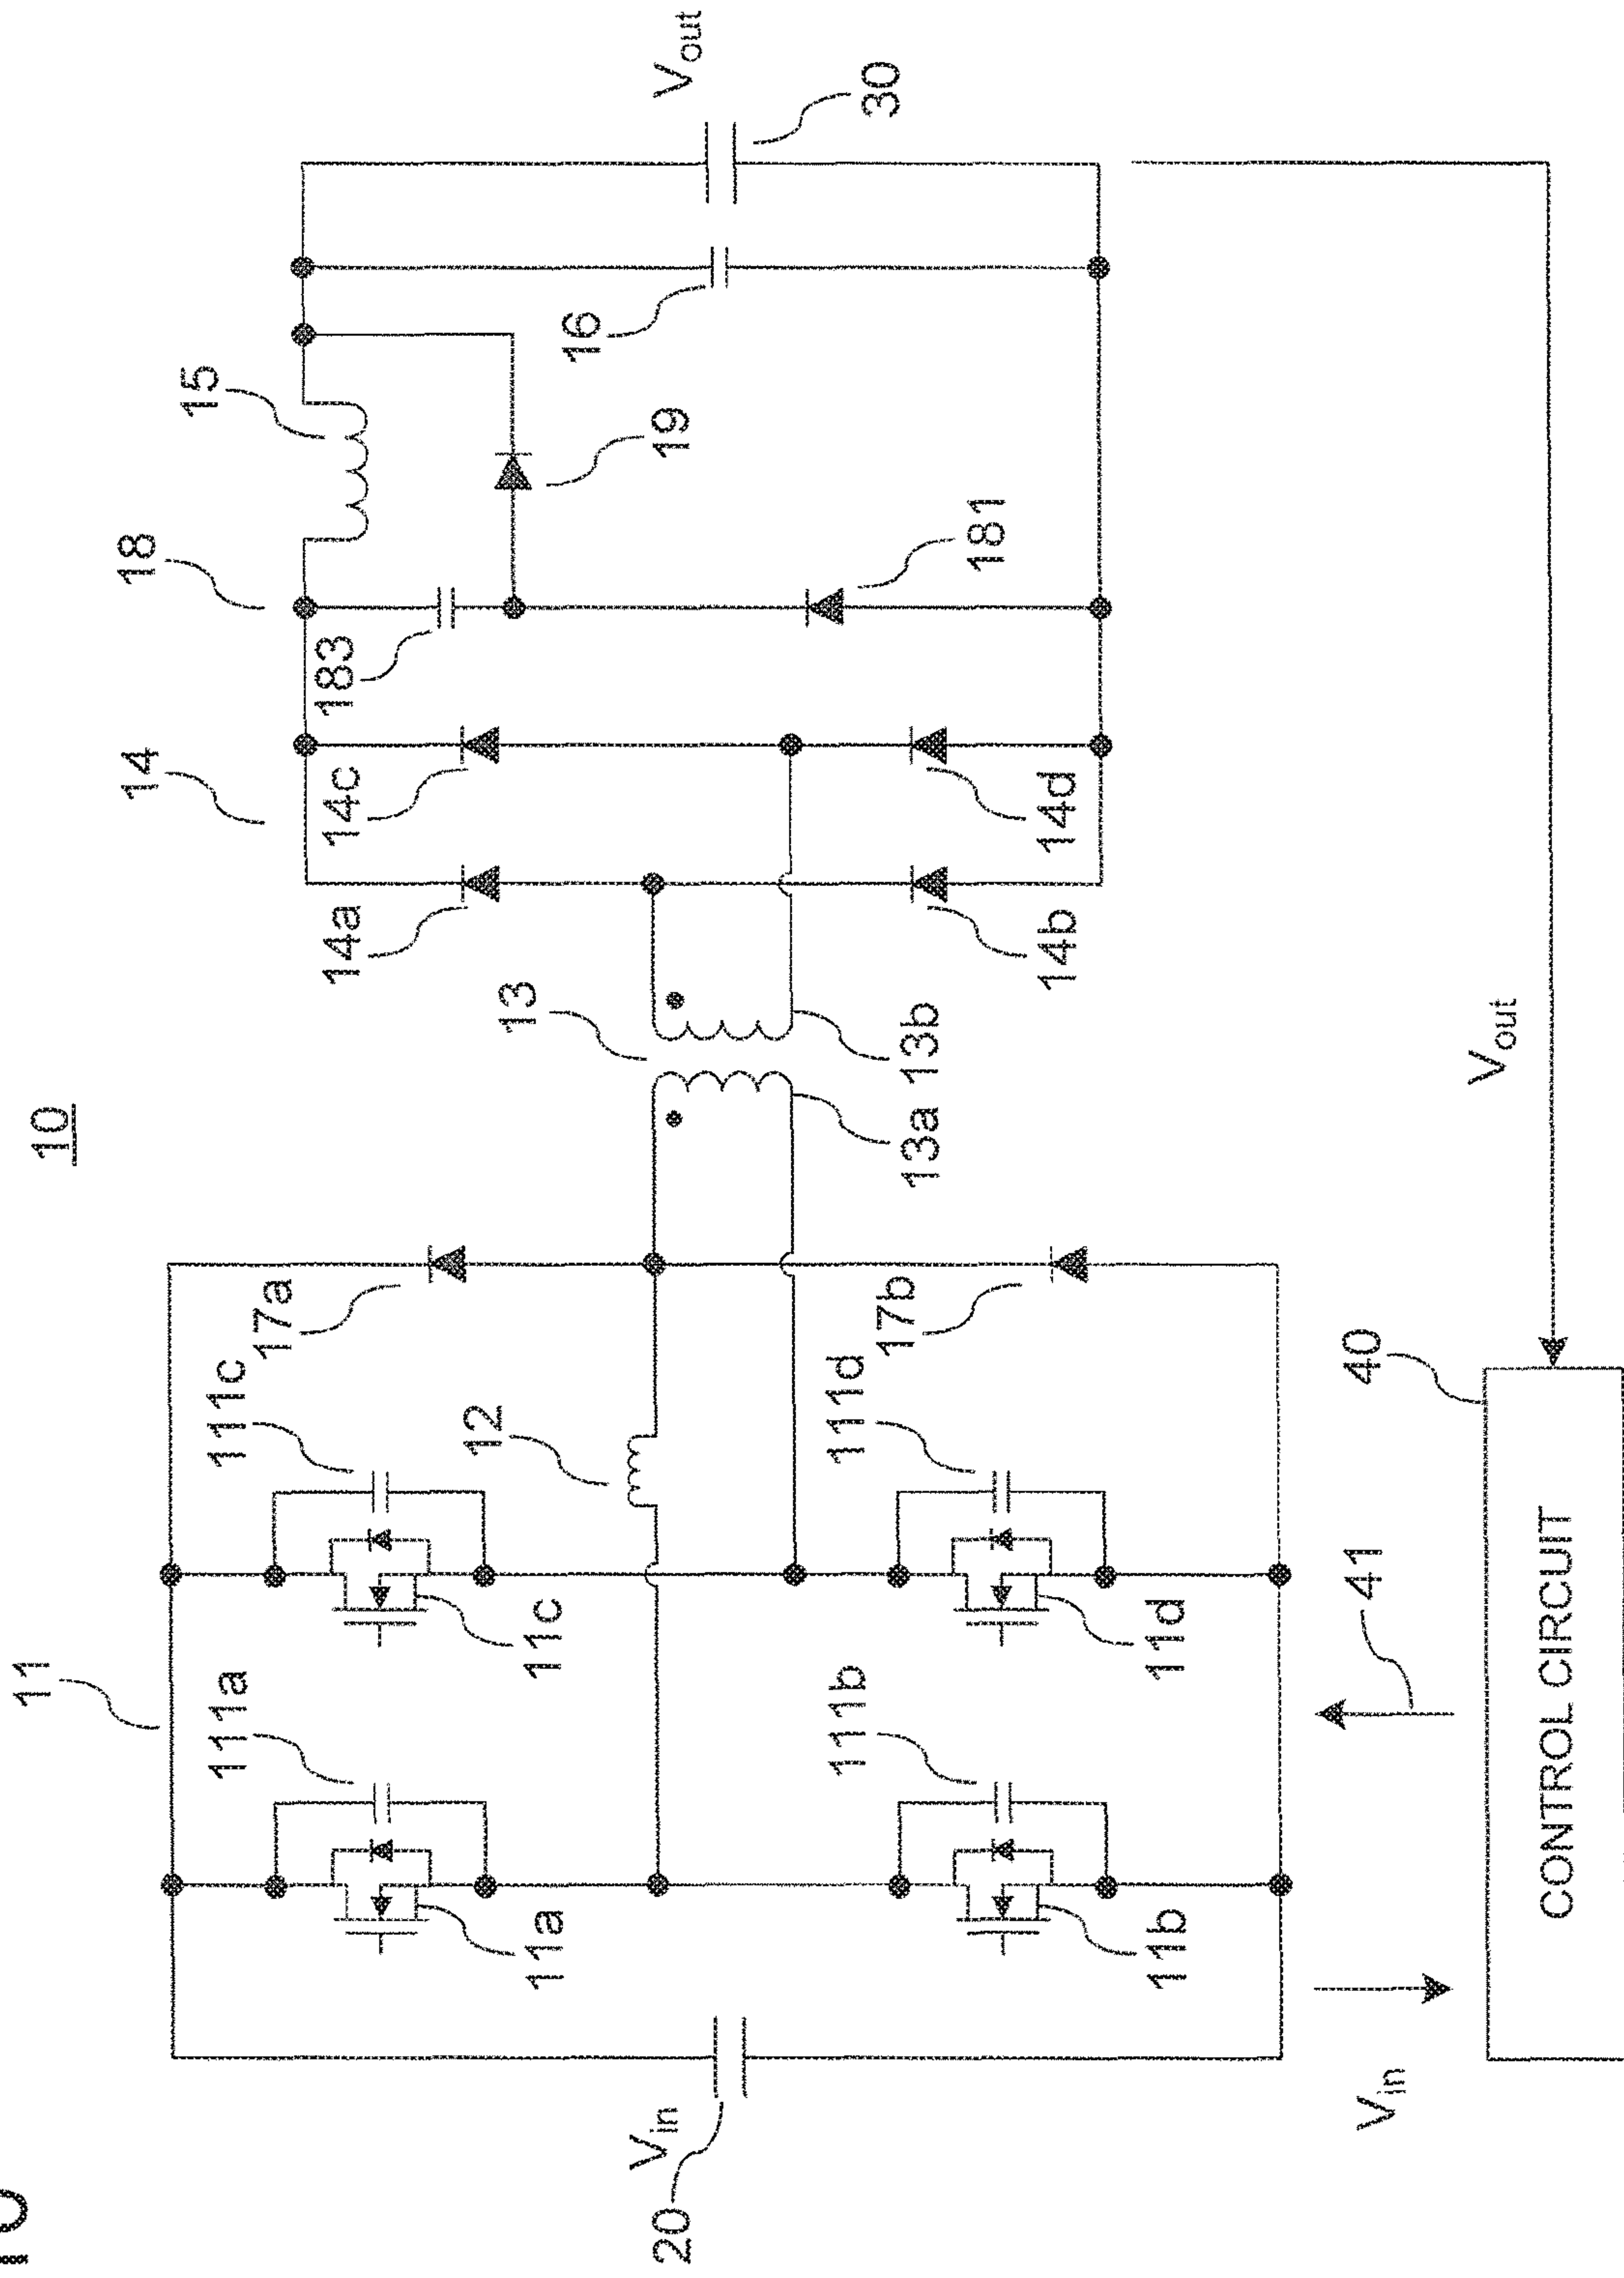 10
11
111a
11a
111b
11b
111c
11c
111d
11d
12
17a
17b
13
13a
13b
14
14a
14b
14c
14d
18
183
181
15
19
16
30
Vout
Vin
20
Vin
41
40
CONTROL CIRCUIT
Vout